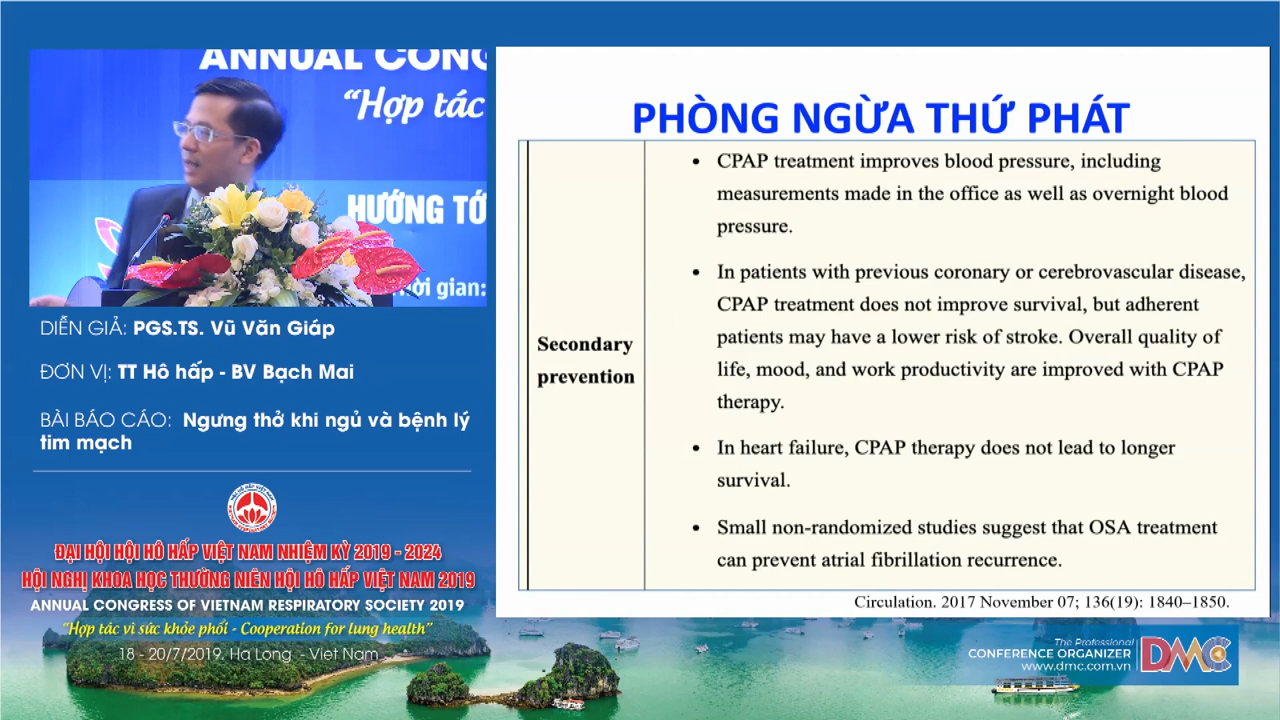 ANNUAL CONG
"Hợp tác
HƯỚNG TỚ
gian:
DIỄN GIẢ: PGS.TS. Vũ Văn Giáp
ĐƠN VỊ: TT Hô hấp - BV Bạch Mai
BÀI BÁO CÁO: Ngưng thở khi ngủ và bệnh lý
tim mạch
ĐẠI HỘI HỘI HÔ HẤP VIỆT NAM NHIỆM KỲ 2019 - 2024
HỘI NGHỊ KHOA HỌC THƯỜNG NIÊN HỘI HÔ HẤP VIỆT NAM 2019
ANNUAL CONGRESS OF VIETNAM RESPIRATORY SOCIETY 2019
"Hợp tác vì sức khỏe phổi - Cooperation for lung health"
18 - 20/7/2019. Ha Long - Viet Nam
PHÒNG NGỪA THỨ PHÁT
Secondary
prevention
• CPAP treatment improves blood pressure, including
measurements made in the office as well as overnight blood
pressure.
• In patients with previous coronary or cerebrovascular disease,
CPAP treatment does not improve survival, but adherent
patients may have a lower risk of stroke. Overall quality of
life, mood, and work productivity are improved with CPAP
therapy.
• In heart failure, CPAP therapy does not lead to longer
survival.
• Small non-randomized studies suggest that OSA treatment
can prevent atrial fibrillation recurrence.
Circulation. 2017 November 07; 136(19): 1840–1850.
The Professional
CONFERENCE ORGANIZER
www.dmc.com.vn
DMC